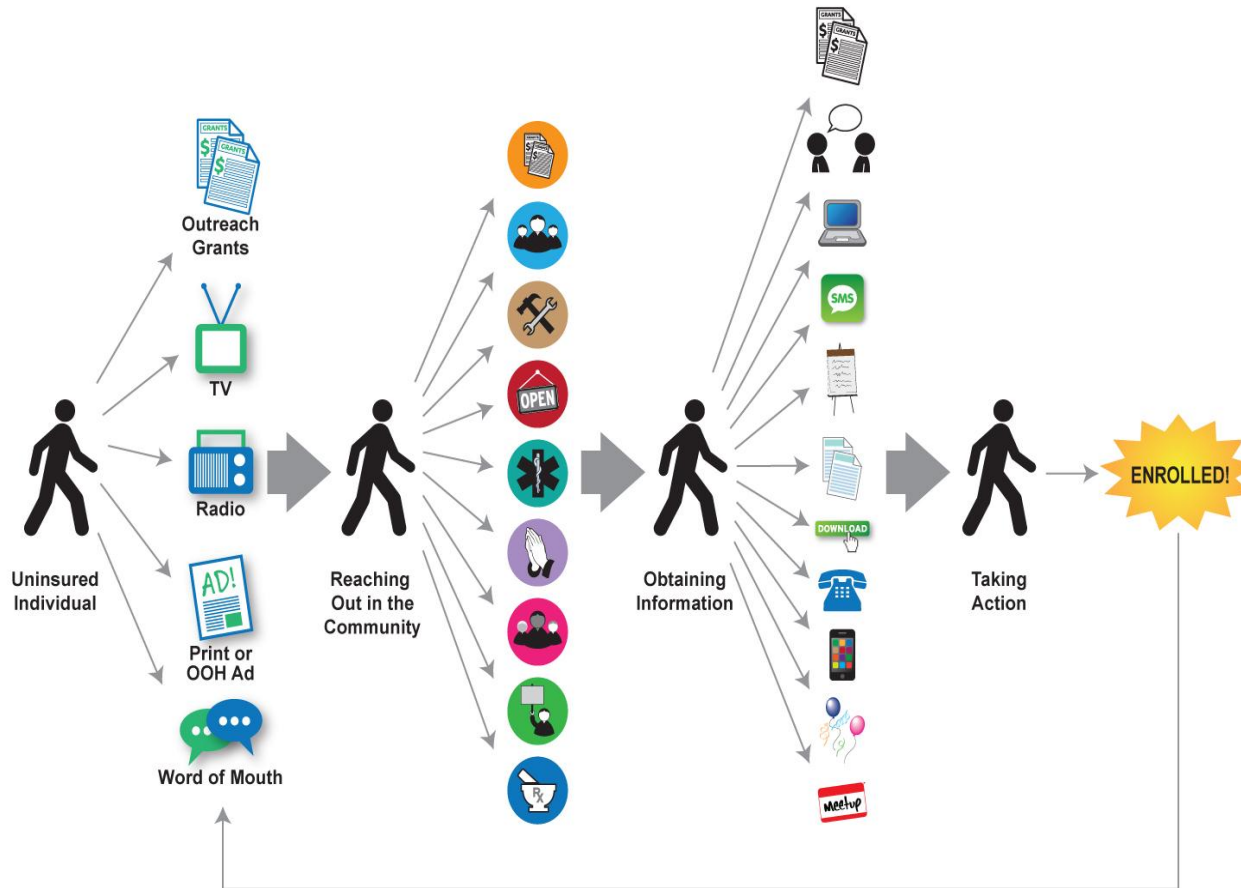 GRANTS
$
GRANTS
$
Outreach
Grants
TV
Radio
AD!
Print or
OOH Ad
Word of Mouth
Uninsured
Individual
Reaching
Out in the
Community
OPEN
RX
Obtaining
Information
GRANTS
$
GRANTS
$
SMS
DOWNLOAD
Meetup
Taking
Action
ENROLLED!